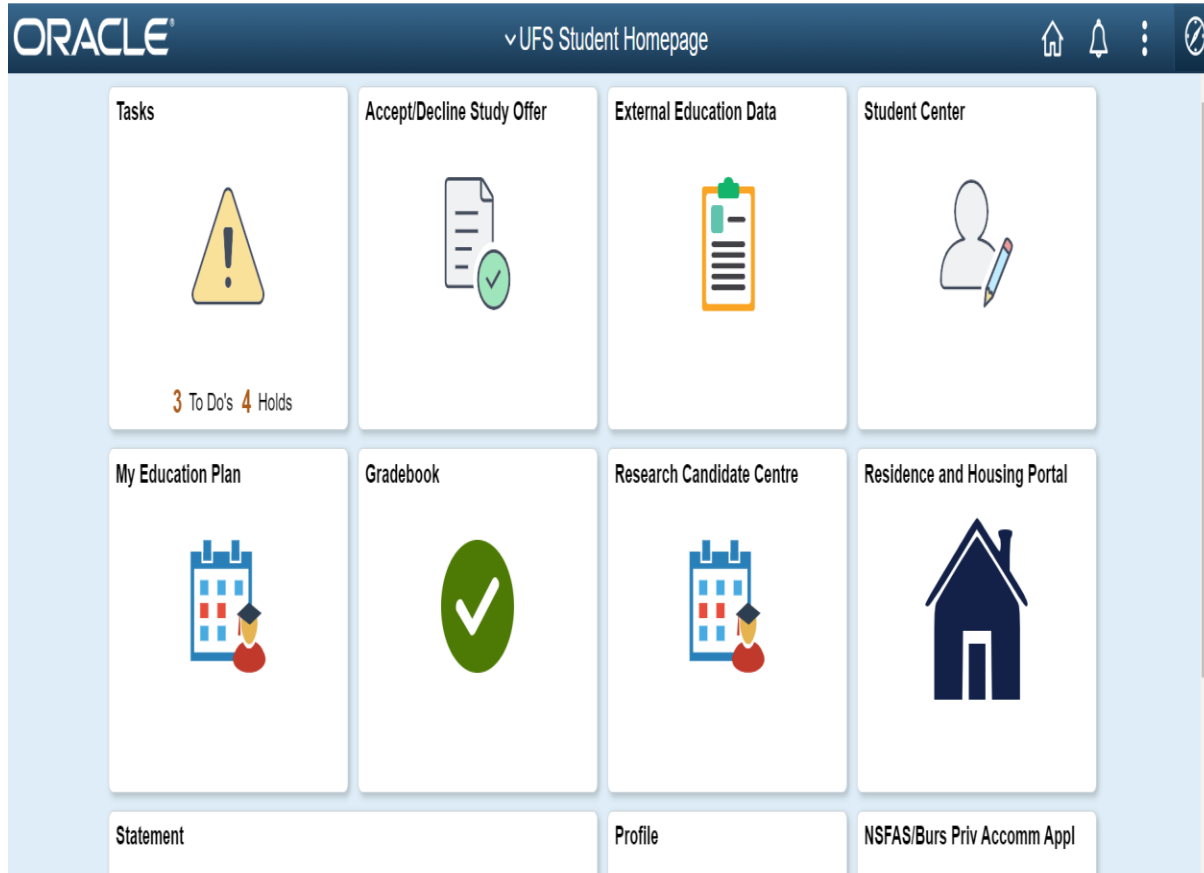 ORACLE®
UFS Student Homepage
Tasks
Accept/Decline Study Offer
External Education Data
Student Center
3 To Do's 4 Holds
My Education Plan
Gradebook
Research Candidate Centre
Residence and Housing Portal
Statement
Profile
NSFAS/Burs Priv Accomm Appl